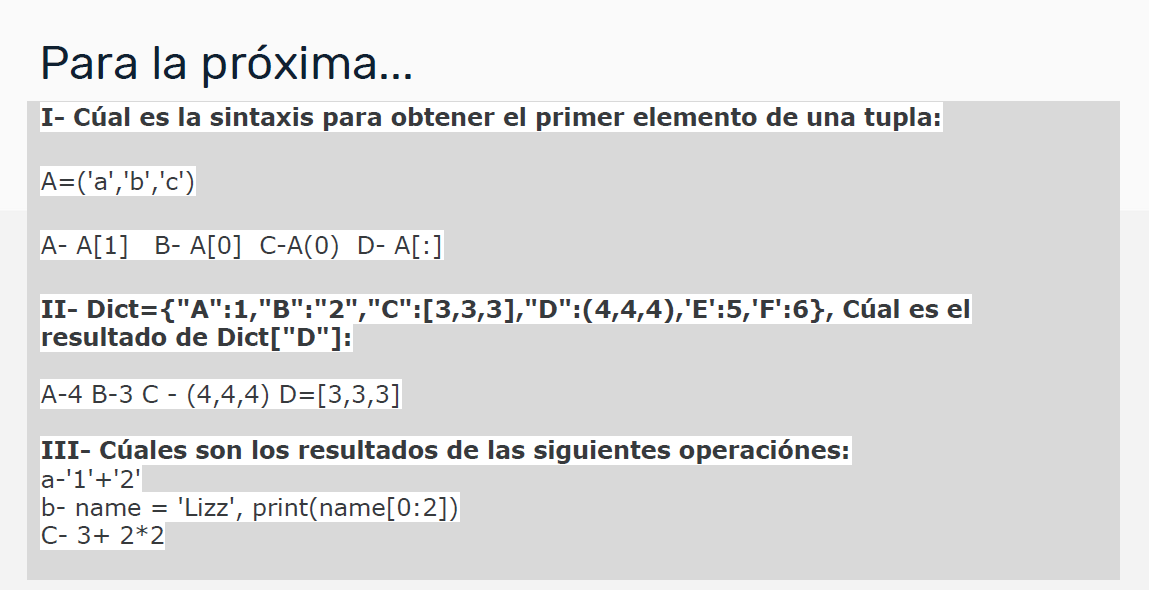 Para la próxima...
I- Cúal es la sintaxis para obtener el primer elemento de una tupla:
A=('a','b','c')
A- A[1]   B- A[0]  C-A(0)  D- A[:]
II- Dict={"A":1,"B":"2","C":[3,3,3],"D":(4,4,4),'E':5,'F':6}, Cúal es el
resultado de Dict["D"]:
A-4 B-3 C - (4,4,4) D=[3,3,3]
III- Cúales son los resultados de las siguientes operaciónes:
a-'1'+'2'
b- name = 'Lizz', print(name[0:2])
C- 3+ 2*2